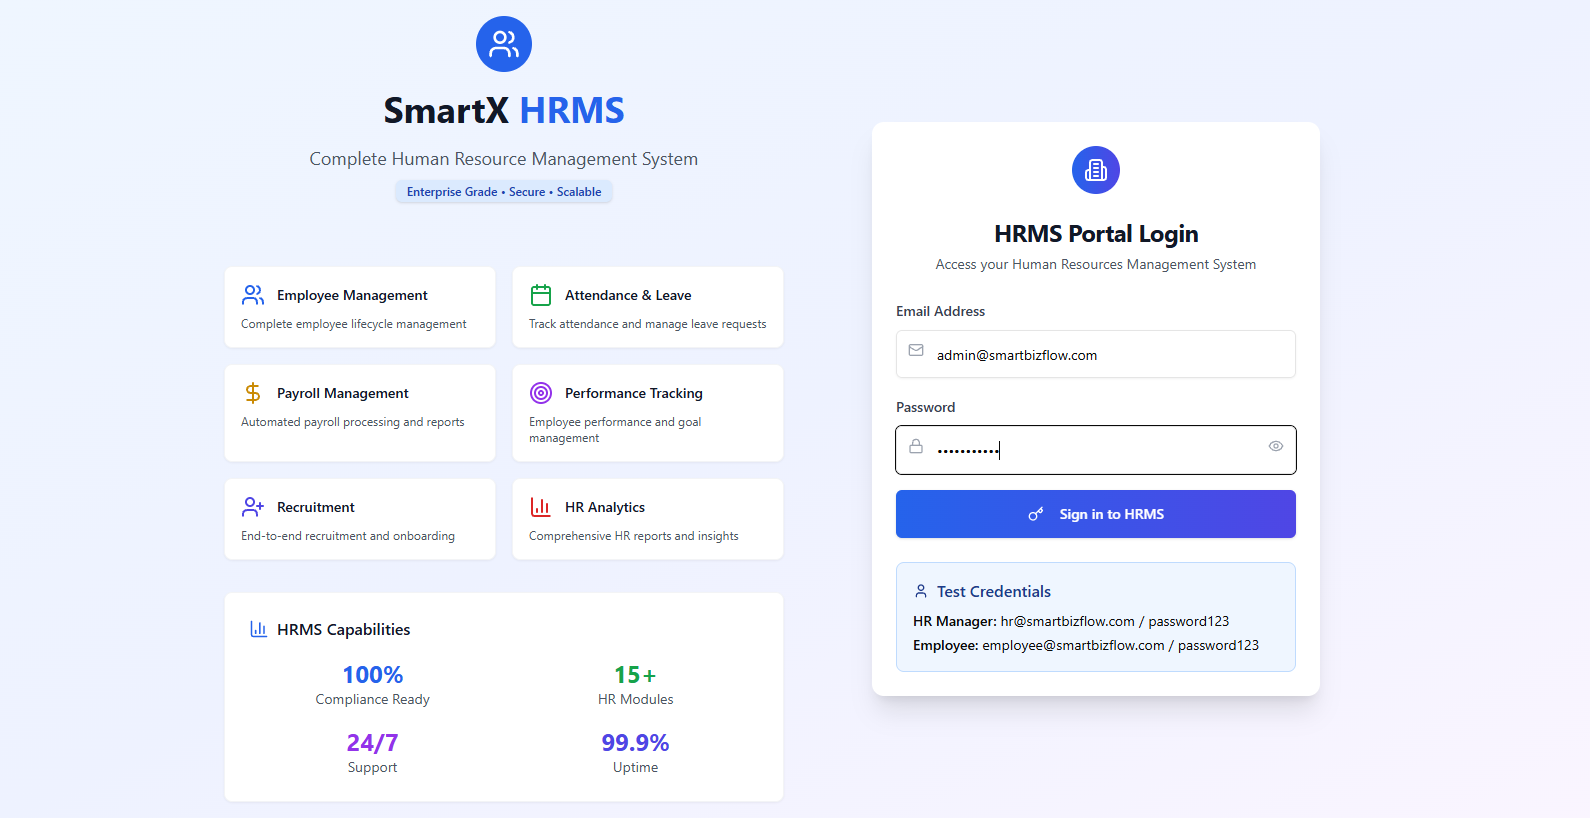 SmartX HRMS
Complete Human Resource Management System
Enterprise Grade • Secure • Scalable
Employee Management
Complete employee lifecycle management
Attendance & Leave
Track attendance and manage leave requests
Payroll Management
Automated payroll processing and reports
Performance Tracking
Employee performance and goal
management
Recruitment
End-to-end recruitment and onboarding
HR Analytics
Comprehensive HR reports and insights
HRMS Capabilities
100%
Compliance Ready
15+
HR Modules
24/7
Support
99.9%
Uptime
HRMS Portal Login
Access your Human Resources Management System
Email Address
admin@smartbizflow.com
Password
•••••••••••
Sign in to HRMS
Test Credentials
HR Manager: hr@smartbizflow.com / password123
Employee: employee@smartbizflow.com / password123